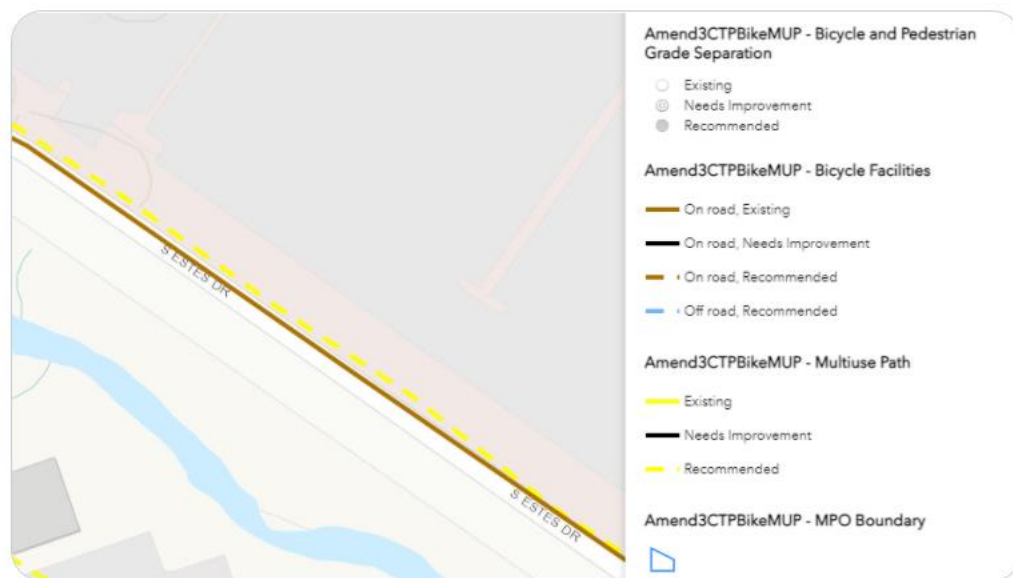 S ESTES DR
S ESTES DR
Amend3CTPBikeMUP - Bicycle and Pedestrian
Grade Separation
Existing
Needs Improvement
Recommended
Amend3CTPBikeMUP - Bicycle Facilities
On road, Existing
On road, Needs Improvement
On road, Recommended
Off road, Recommended
Amend3CTPBikeMUP - Multiuse Path
Existing
Needs Improvement
Recommended
Amend3CTPBikeMUP - MPO Boundary